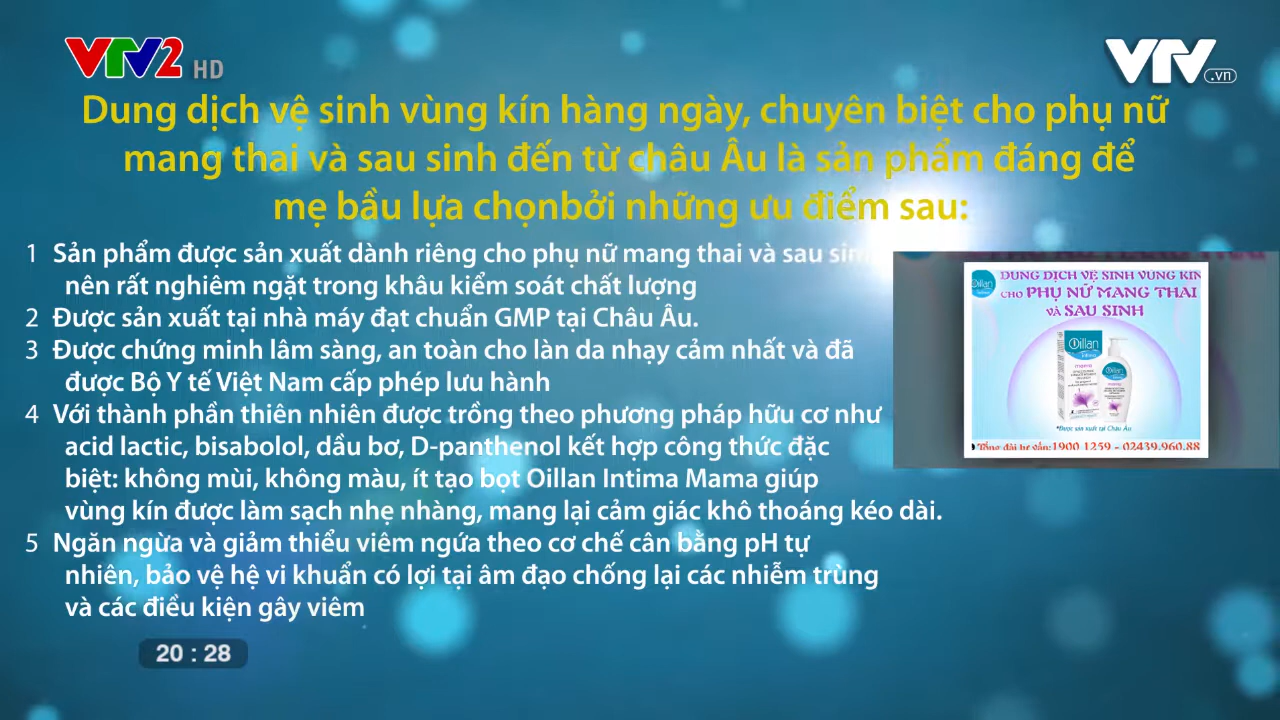 VTV2 HD
VTV.vn
Dung dịch vệ sinh vùng kín hàng ngày, chuyên biệt cho phụ nữ
mang thai và sau sinh đến từ châu Âu là sản phẩm đáng để
mẹ bầu lựa chọnbởi những ưu điểm sau:
1 Sản phẩm được sản xuất dành riêng cho phụ nữ mang thai và sau sinh
nên rất nghiêm ngặt trong khâu kiểm soát chất lượng
2 Được sản xuất tại nhà máy đạt chuẩn GMP tại Châu Âu.
3 Được chứng minh lâm sàng, an toàn cho làn da nhạy cảm nhất và đã
được Bộ Y tế Việt Nam cấp phép lưu hành
4 Với thành phần thiên nhiên được trồng theo phương pháp hữu cơ như
acid lactic, bisabolol, dầu bơ, D-panthenol kết hợp công thức đặc
biệt: không mùi, không màu, ít tạo bọt Oillan Intima Mama giúp
vùng kín được làm sạch nhẹ nhàng, mang lại cảm giác khô thoáng kéo dài.
5 Ngăn ngừa và giảm thiểu viêm ngứa theo cơ chế cân bằng pH tự
nhiên, bảo vệ hệ vi khuẩn có lợi tại âm đạo chống lại các nhiễm trùng
và các điều kiện gây viêm
Oillan
DUNG DỊCH VỆ SINH VÙNG KÍN
CHO PHỤ NỮ MANG THAI
VÀ SAU SINH
Oillan
intima
mama
Oillan
mama
*Được sản xuất tại Châu Âu
Tổng đài tư vấn: 1900 1259 - 02439.960.88
20 : 28